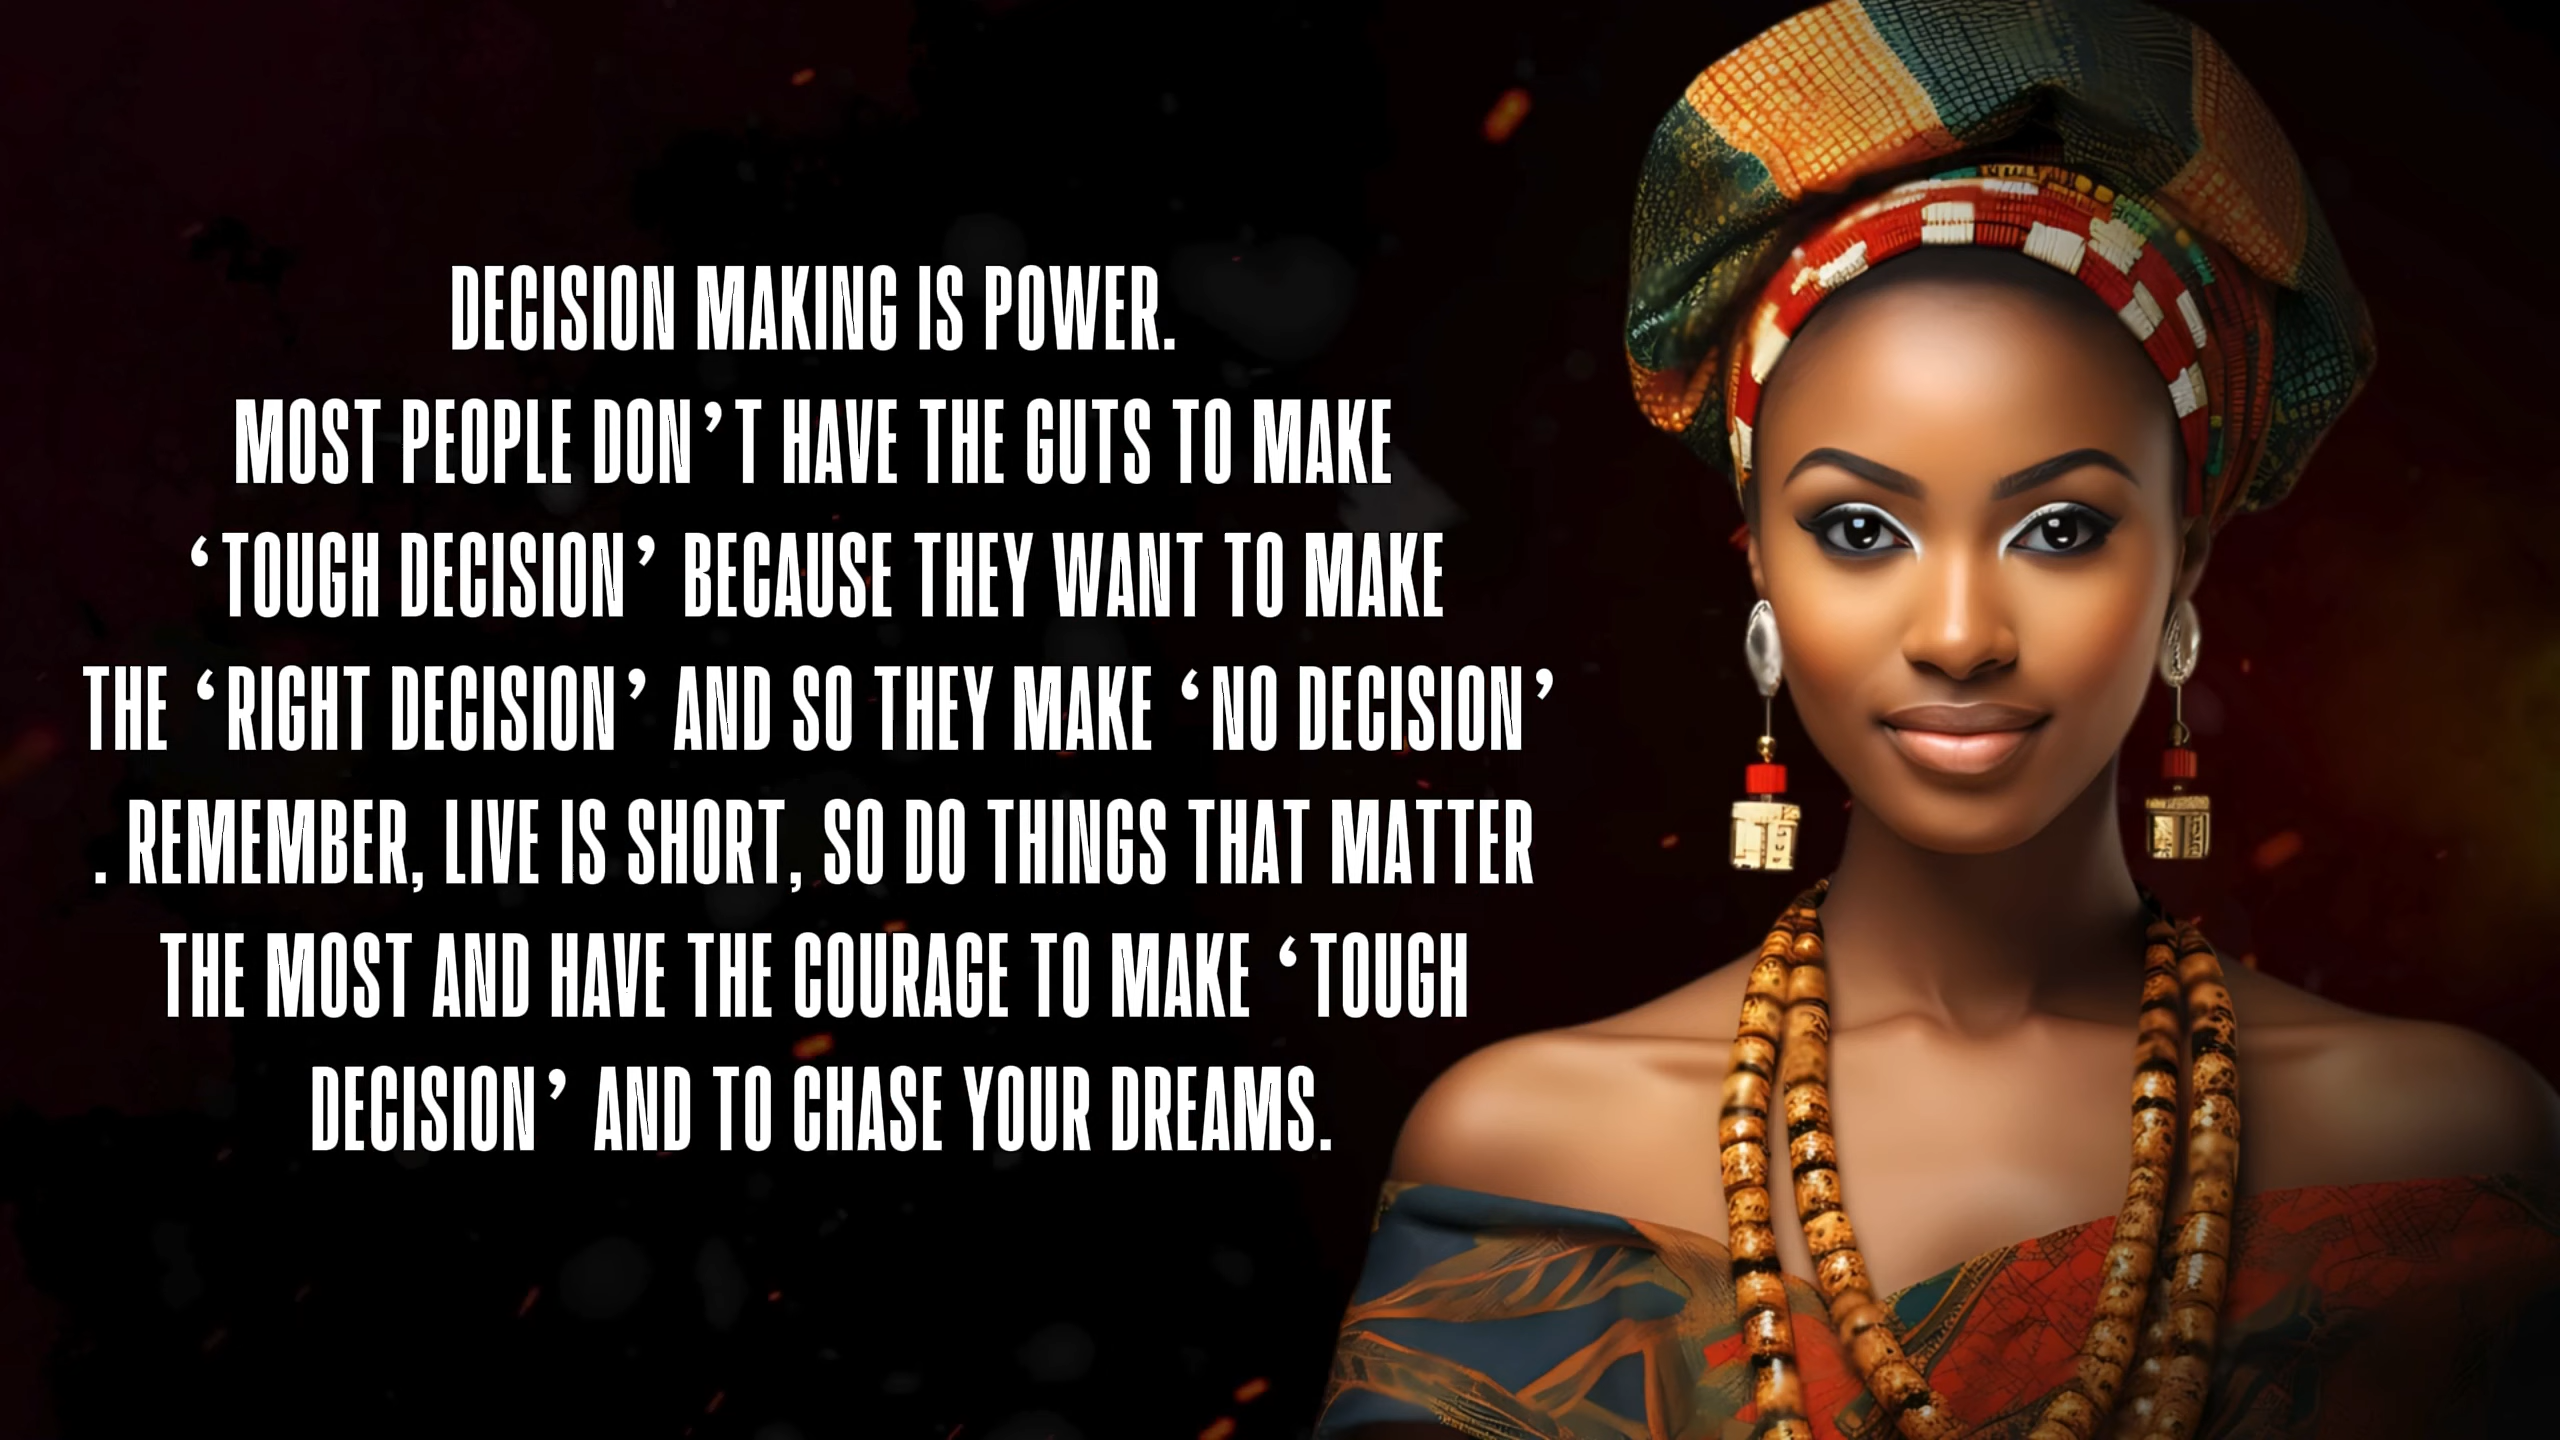 DECISION MAKING IS POWER.
MOST PEOPLE DON’T HAVE THE GUTS TO MAKE
‘TOUGH DECISION’ BECAUSE THEY WANT TO MAKE
THE ‘RIGHT DECISION’ AND SO THEY MAKE ‘NO DECISION’
. REMEMBER, LIVE IS SHORT, SO DO THINGS THAT MATTER
THE MOST AND HAVE THE COURAGE TO MAKE ‘TOUGH
DECISION’ AND TO CHASE YOUR DREAMS.